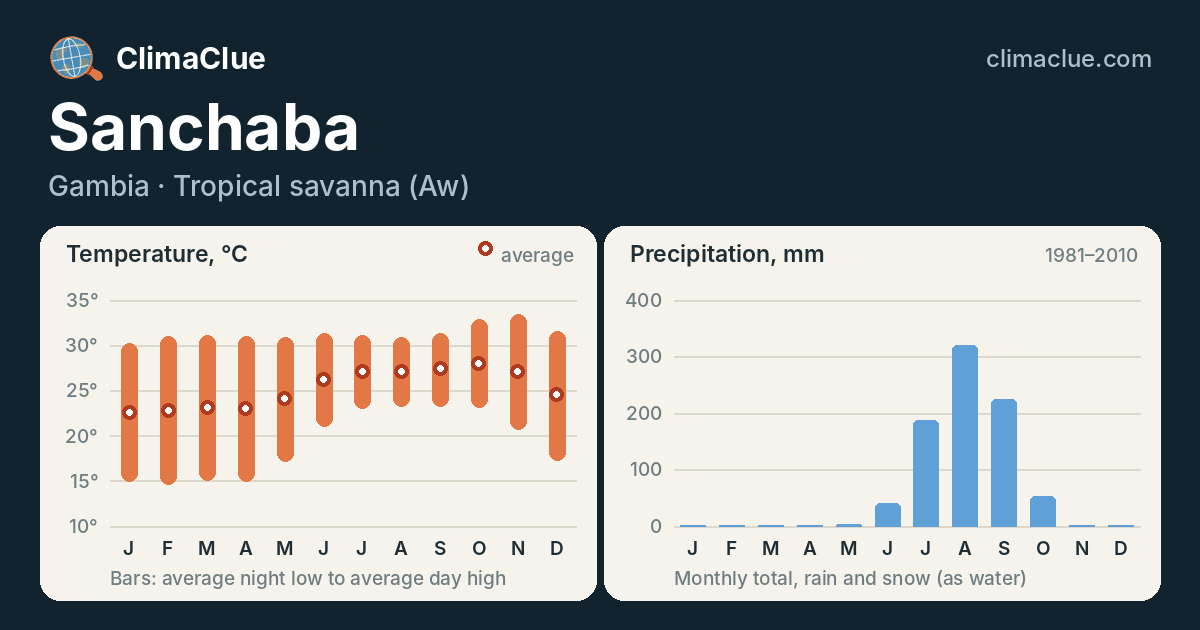 ClimaClue
climaclue.com
Sanchaba
Gambia · Tropical savanna (Aw)
Temperature, °C
average
35°
30°
25°
20°
15°
10°
J F M A M J J A S O N D
Bars: average night low to average day high
Precipitation, mm
1981–2010
400
300
200
100
0
J F M A M J J A S O N D
Monthly total, rain and snow (as water)